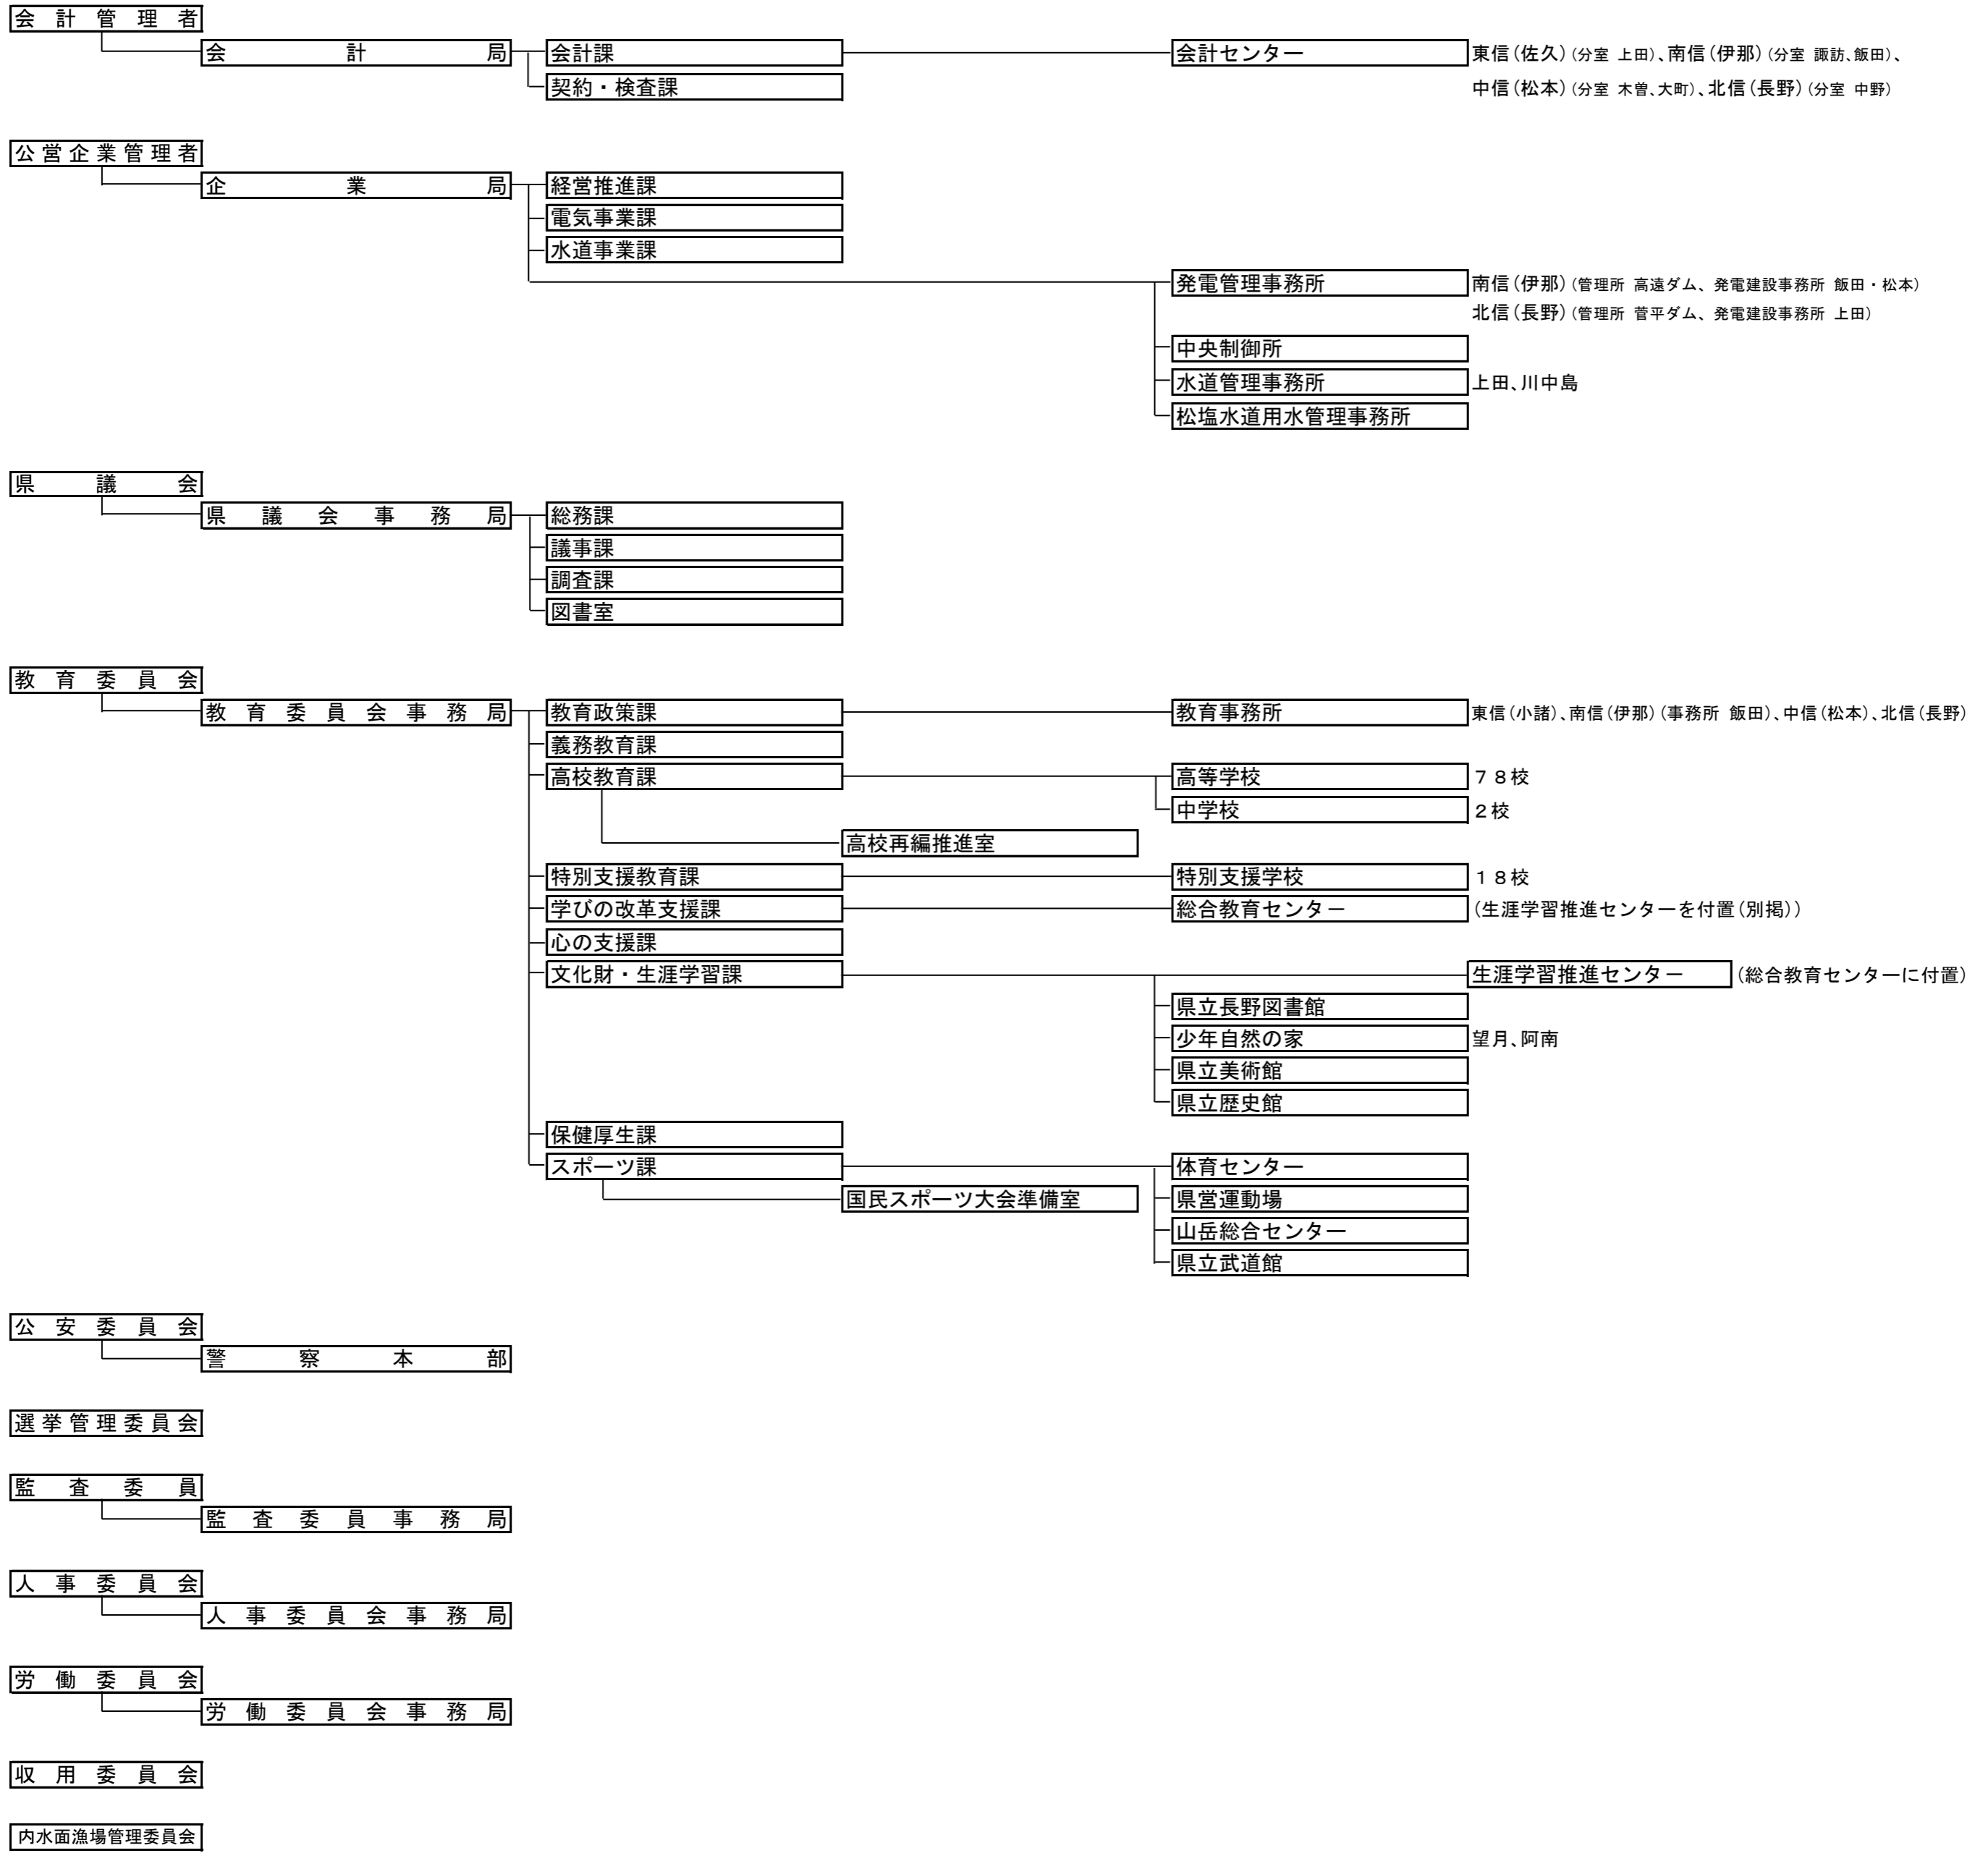 会計管理者
会計局 会計課 会計センター 東信(佐久)(分室 上田)、南信(伊那)(分室 諏訪、飯田)、
契約・検査課 中信(松本)(分室 木曽、大町)、北信(長野)(分室 中野)
公営企業管理者
企業局 経営推進課
電気事業課
水道事業課
発電管理事務所 南信(伊那)(管理所 高遠ダム、発電建設事務所 飯田・松本)
北信(長野)(管理所 菅平ダム、発電建設事務所 上田)
中央制御所
水道管理事務所 上田、川中島
松塩水道用水管理事務所
県議会
県議会事務局 総務課
議事課
調査課
図書室
教育委員会
教育委員会事務局 教育政策課 教育事務所 東信(小諸)、南信(伊那)(事務所 飯田)、中信(松本)、北信(長野)
義務教育課
高校教育課 高等学校 78校
中学校 2校
高校再編推進室
特別支援教育課 特別支援学校 18校
学びの改革支援課 総合教育センター (生涯学習推進センターを付置(別掲))
心の支援課
文化財・生涯学習課 生涯学習推進センター (総合教育センターに付置)
県立長野図書館
少年自然の家 望月、阿南
県立美術館
県立歴史館
保健厚生課
スポーツ課 体育センター
国民スポーツ大会準備室 県営運動場
山岳総合センター
県立武道館
公安委員会
警察本部
選挙管理委員会
監査委員
監査委員事務局
人事委員会
人事委員会事務局
労働委員会
労働委員会事務局
収用委員会
内水面漁場管理委員会